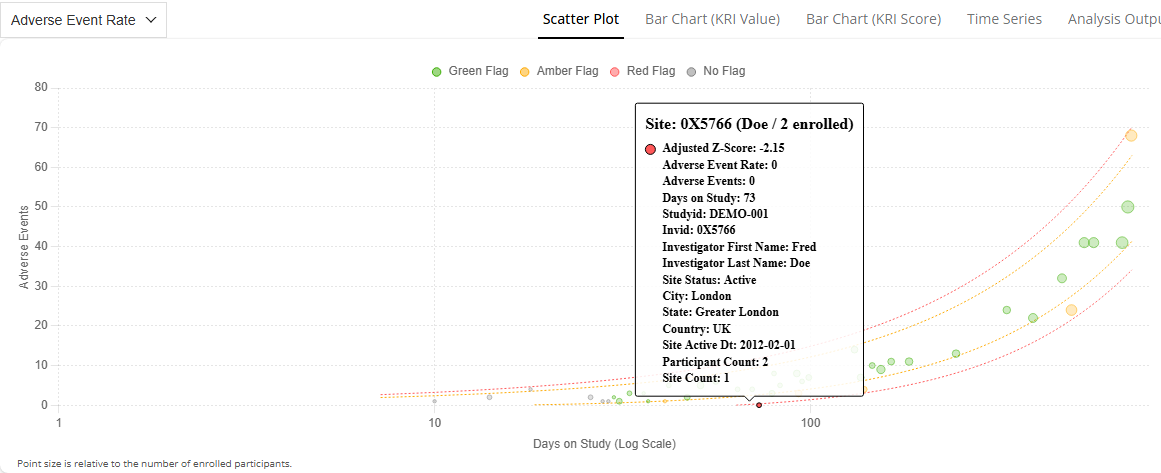 Adverse Event Rate
Scatter Plot Bar Chart (KRI Value) Bar Chart (KRI Score) Time Series Analysis Outpu
Green Flag Amber Flag Red Flag No Flag
80
70
60
50
40
30
20
10
0
Adverse Events
Site: 0X5766 (Doe / 2 enrolled)
Adjusted Z-Score: -2.15
Adverse Event Rate: 0
Adverse Events: 0
Days on Study: 73
Studyid: DEMO-001
Invid: 0X5766
Investigator First Name: Fred
Investigator Last Name: Doe
Site Status: Active
City: London
State: Greater London
Country: UK
Site Active Dt: 2012-02-01
Participant Count: 2
Site Count: 1
1 10 100
Days on Study (Log Scale)
Point size is relative to the number of enrolled participants.